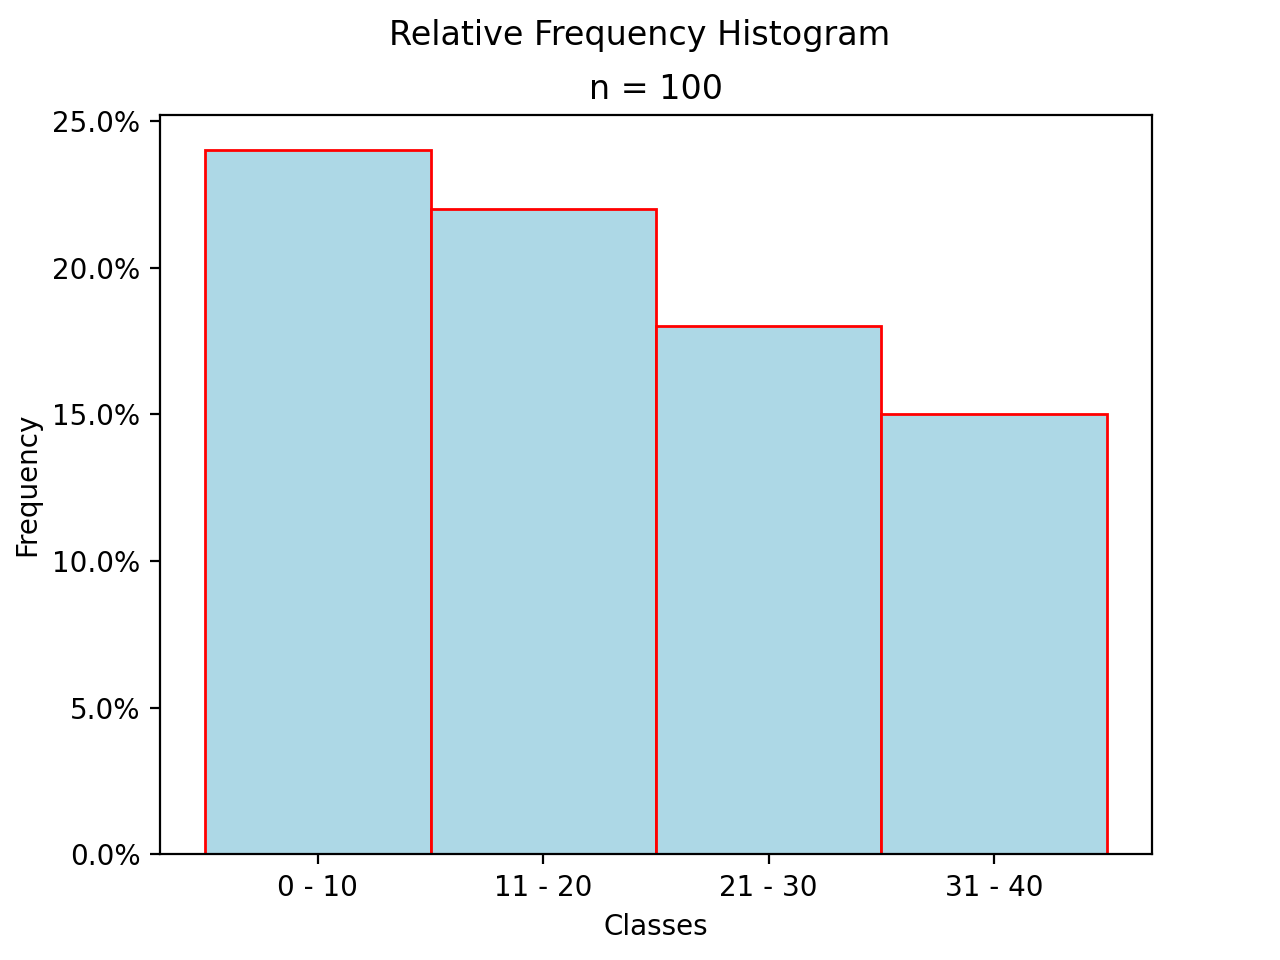 Relative Frequency Histogram
n = 100
25.0%
20.0%
15.0%
10.0%
5.0%
0.0%
Frequency
0 - 10
11 - 20
21 - 30
31 - 40
Classes